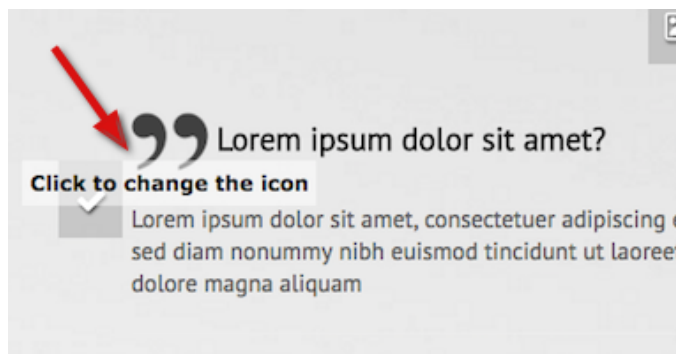 Lorem ipsum dolor sit amet?
Click to change the icon
Lorem ipsum dolor sit amet, consectetuer adipiscing
sed diam nonummy nibh euismod tincidunt ut
dolore magna aliquam